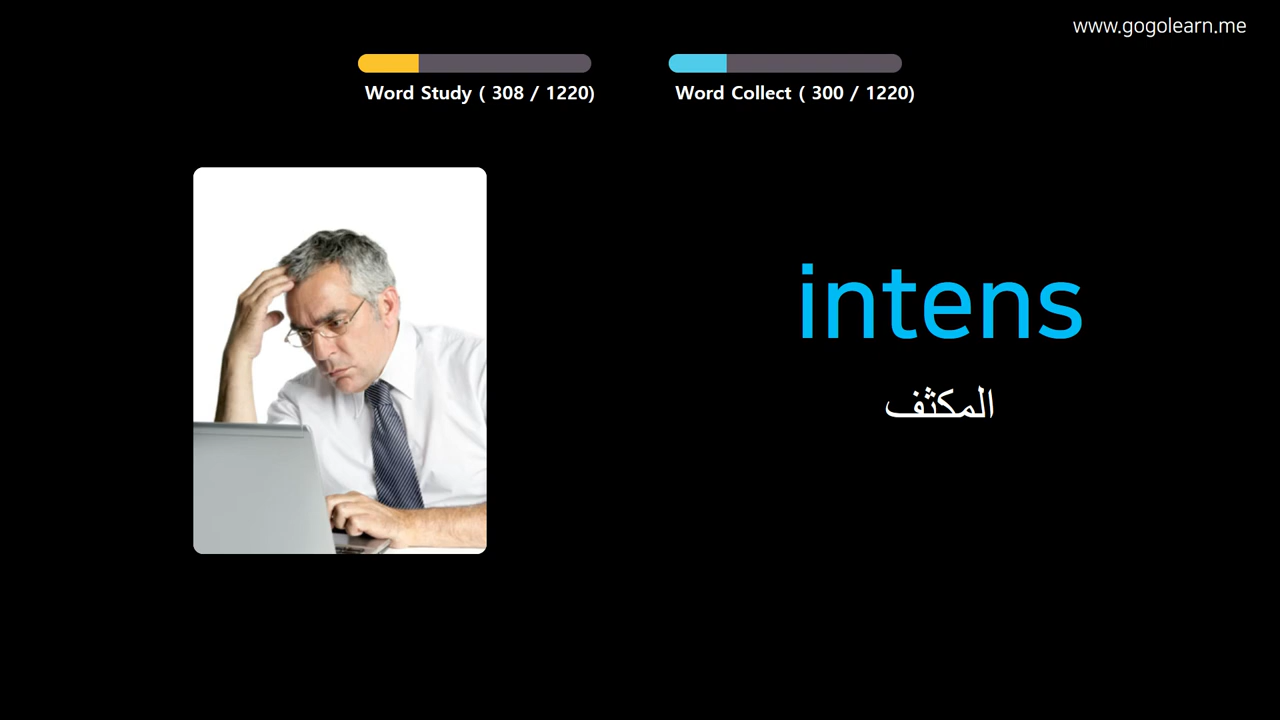 www.gogolearn.me
Word Study ( 308 / 1220)
Word Collect ( 300 / 1220)
intens
المكثف